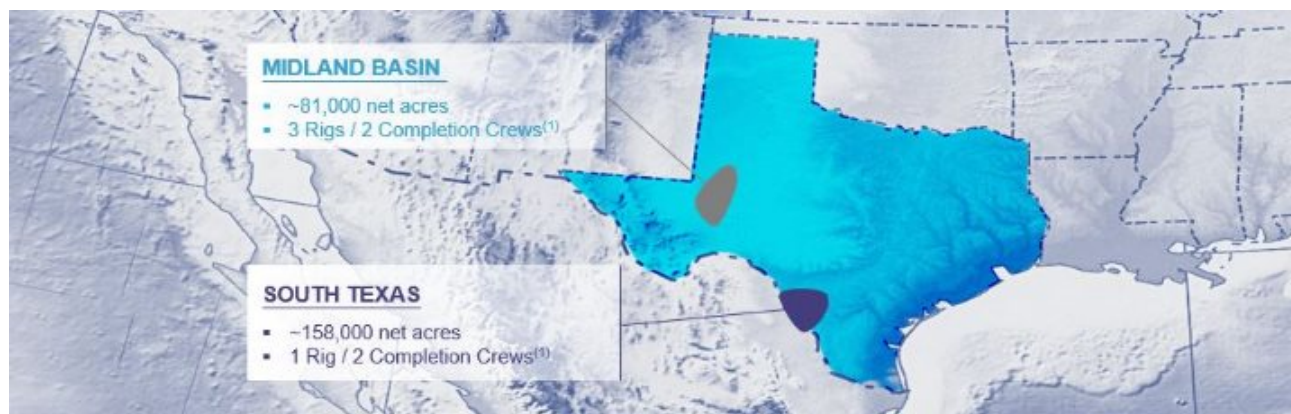 MIDLAND BASIN
▪ ~81,000 net acres
▪ 3 Rigs / 2 Completion Crews(1)
SOUTH TEXAS
▪ ~158,000 net acres
▪ 1 Rig / 2 Completion Crews(1)